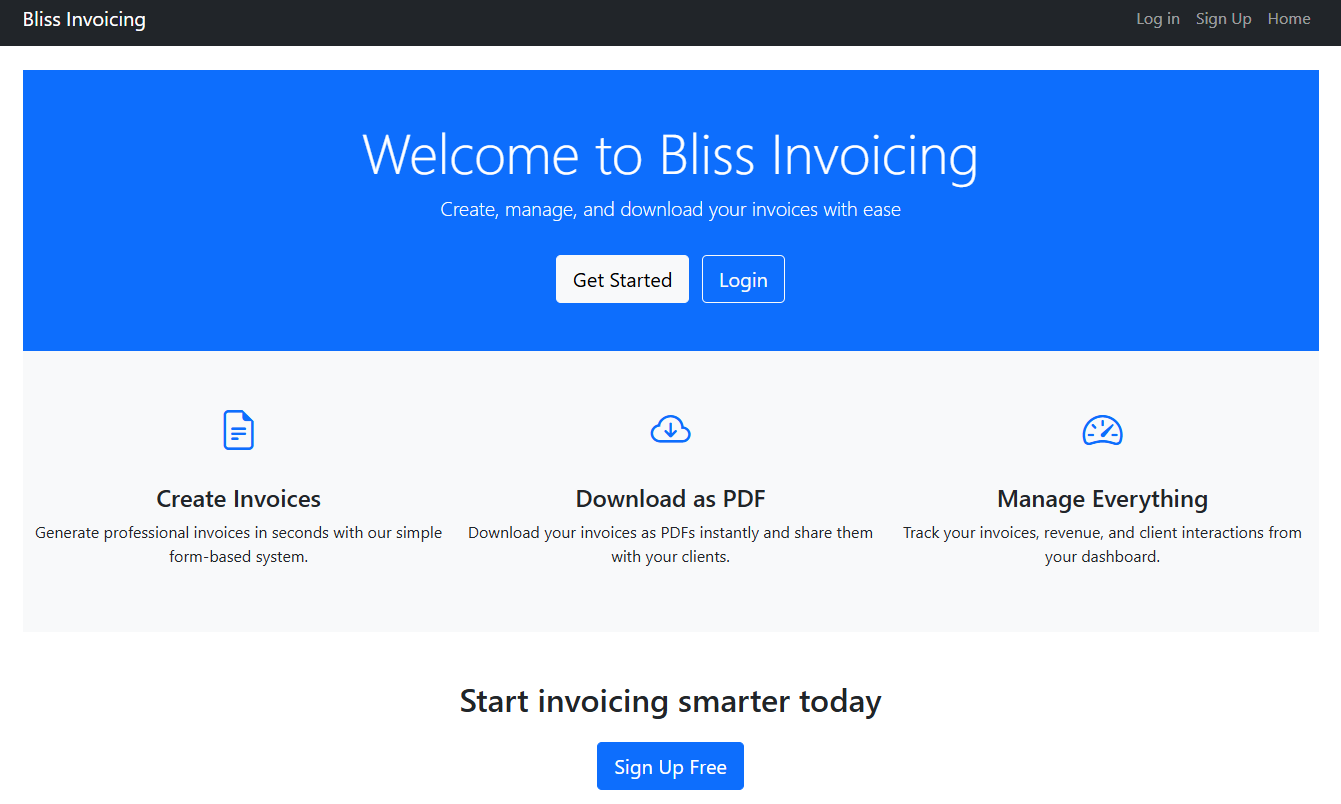 Bliss Invoicing
Log in Sign Up Home
Welcome to Bliss Invoicing
Create, manage, and download your invoices with ease
Get Started Login
Create Invoices
Generate professional invoices in seconds with our simple
form-based system.
Download as PDF
Download your invoices as PDFs instantly and share them
with your clients.
Manage Everything
Track your invoices, revenue, and client interactions from
your dashboard.
Start invoicing smarter today
Sign Up Free